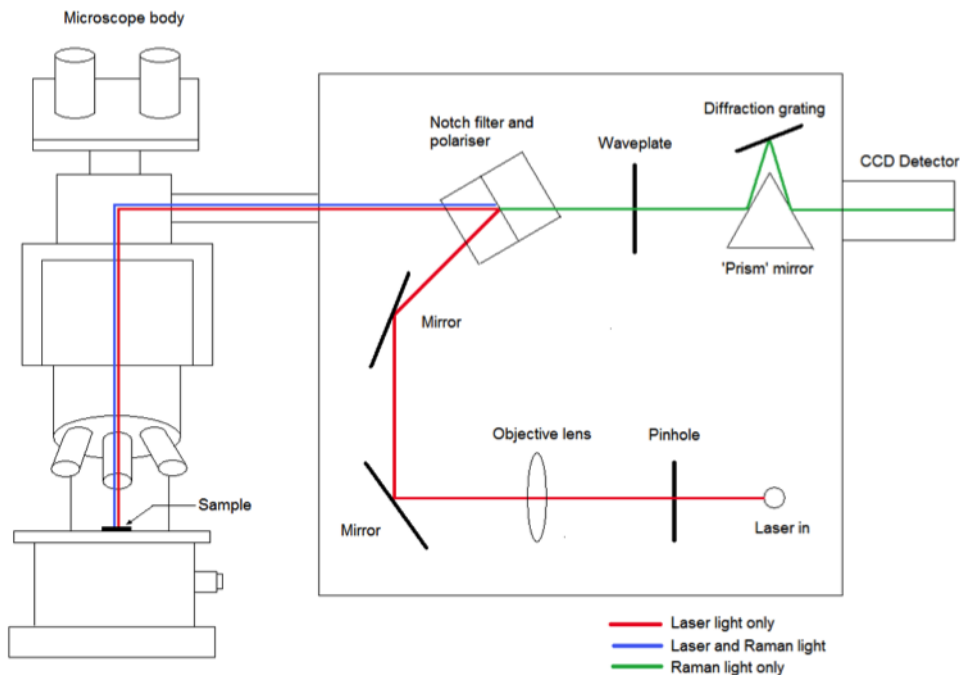 Microscope body
Notch filter and
polariser
Waveplate
Diffraction grating
CCD Detector
'Prism' mirror
Mirror
Objective lens
Pinhole
Sample
Mirror
Laser in
Laser light only
Laser and Raman light
Raman light only